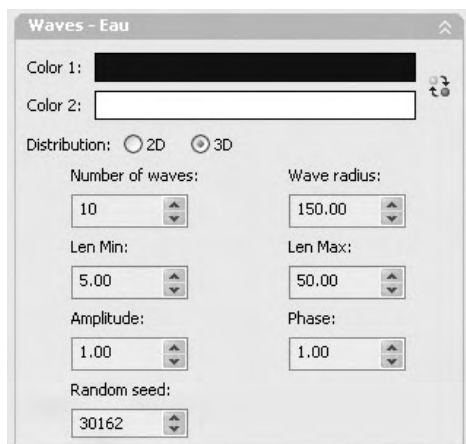 Waves - Eau
Color 1:
Color 2:
Distribution: 2D 3D
Number of waves: Wave radius:
10 150.00
Len Min: Len Max:
5.00 50.00
Amplitude: Phase:
1.00 1.00
Random seed:
30162